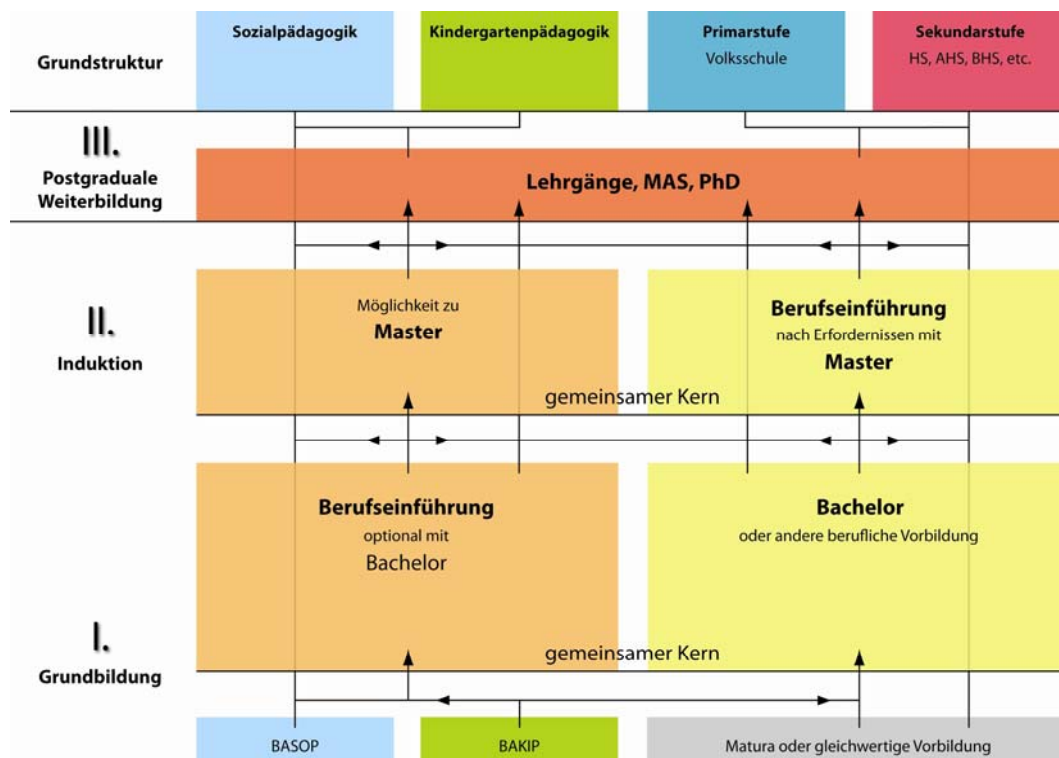 Grundstruktur
Sozialpädagogik
Kindergartenpädagogik
Primarstufe
Volksschule
Sekundarstufe
HS, AHS, BHS, etc.
III.
Postgraduale
Weiterbildung
Lehrgänge, MAS, PhD
II.
Induktion
Möglichkeit zu
Master
Berufseinführung
nach Erfordernissen mit
Master
gemeinsamer Kern
I.
Grundbildung
Berufseinführung
optional mit
Bachelor
Bachelor
oder andere berufliche Vorbildung
gemeinsamer Kern
BASOP
BAKIP
Matura oder gleichwertige Vorbildung